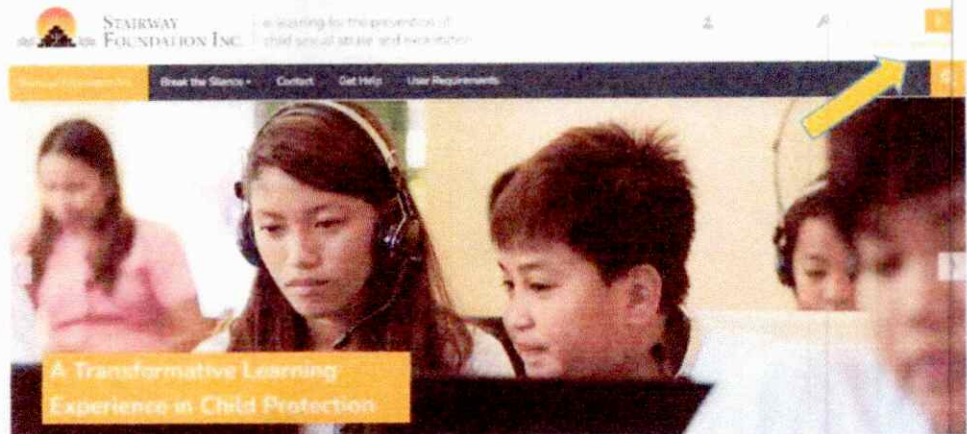 STAIRWAY
FOUNDATION INC.
e-learning for the prevention of
child sexual abuse and exploitation
Break the Silence
Contact
Get Help
User Requirements
A Transformative Learning
Experience in Child Protection